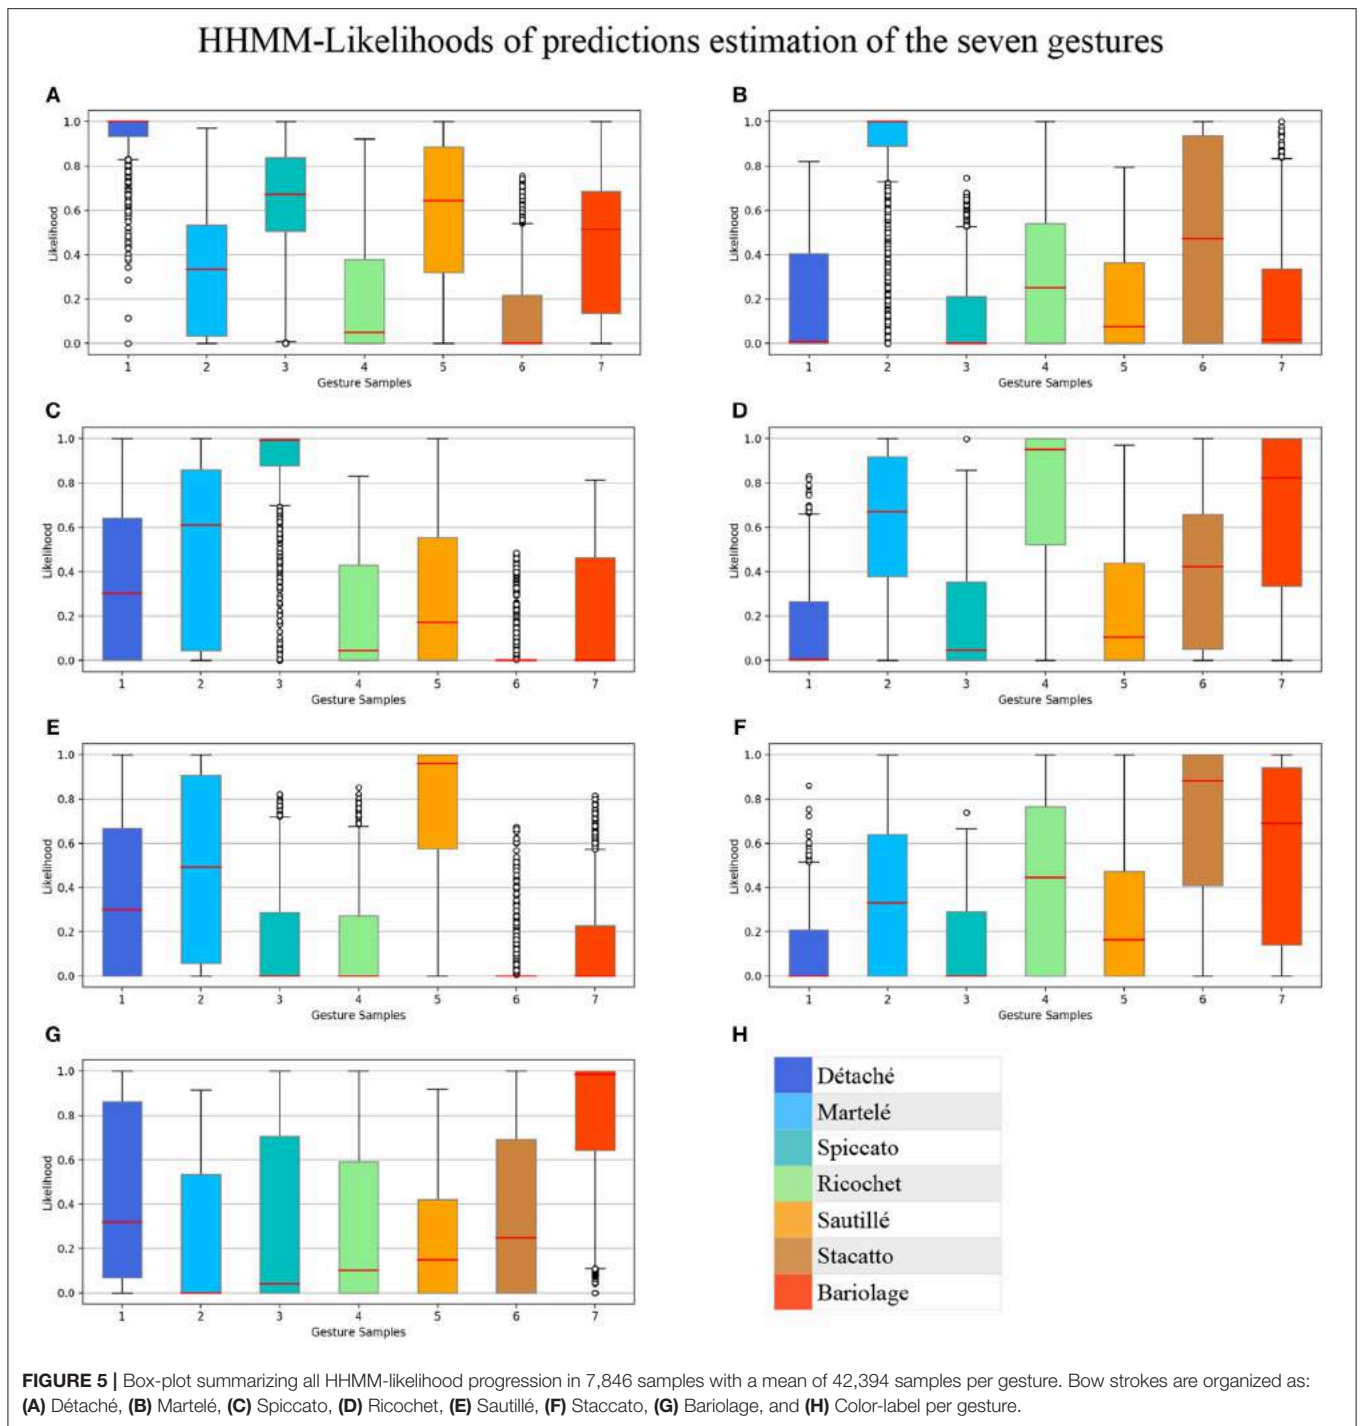 HHMM-Likelihoods of predictions estimation of the seven gestures
A
1.0
0.8
0.6
0.4
0.2
0.0
Likelihood
1 2 3 4 5 6 7
Gesture Samples
B
1.0
0.8
0.6
0.4
0.2
0.0
Likelihood
1 2 3 4 5 6 7
Gesture Samples
C
1.0
0.8
0.6
0.4
0.2
0.0
Likelihood
1 2 3 4 5 6 7
Gesture Samples
D
1.0
0.8
0.6
0.4
0.2
0.0
Likelihood
1 2 3 4 5 6 7
Gesture Samples
E
1.0
0.8
0.6
0.4
0.2
0.0
Likelihood
1 2 3 4 5 6 7
Gesture Samples
F
1.0
0.8
0.6
0.4
0.2
0.0
Likelihood
1 2 3 4 5 6 7
Gesture Samples
G
1.0
0.8
0.6
0.4
0.2
0.0
Likelihood
1 2 3 4 5 6 7
Gesture Samples
H
Détaché
Martelé
Spiccato
Ricochet
Sautillé
Stacatto
Bariolage
FIGURE 5 | Box-plot summarizing all HHMM-likelihood progression in 7,846 samples with a mean of 42,394 samples per gesture. Bow strokes are organized as:
(A) Détaché, (B) Martelé, (C) Spiccato, (D) Ricochet, (E) Sautillé, (F) Staccato, (G) Bariolage, and (H) Color-label per gesture.